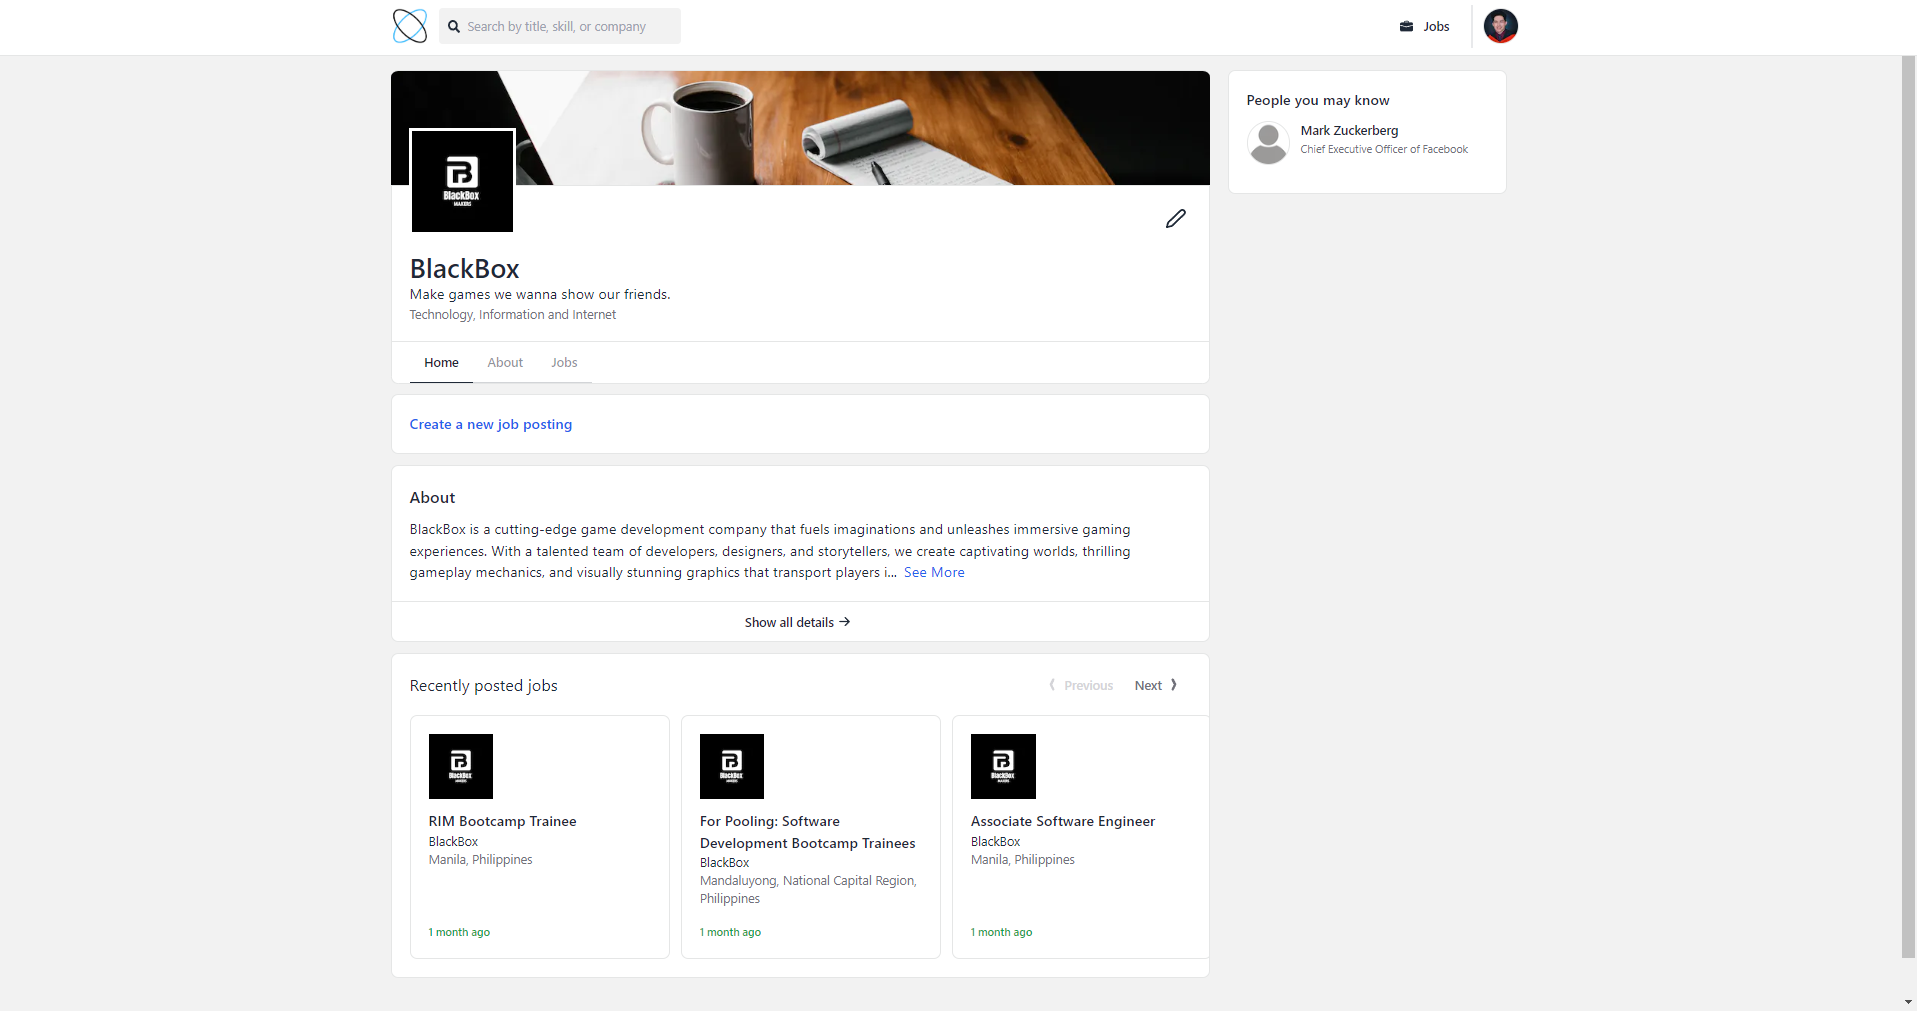 Search by title, skill, or company
Jobs
BlackBox
MAKERS
People you may know
Mark Zuckerberg
Chief Executive Officer of Facebook
BlackBox
Make games we wanna show our friends.
Technology, Information and Internet
Home About Jobs
Create a new job posting
About
BlackBox is a cutting-edge game development company that fuels imaginations and unleashes immersive gaming
experiences. With a talented team of developers, designers, and storytellers, we create captivating worlds, thrilling
gameplay mechanics, and visually stunning graphics that transport players i... See More
Show all details →
Recently posted jobs
Previous Next
BlackBox
MAKERS
RIM Bootcamp Trainee
BlackBox
Manila, Philippines
1 month ago
BlackBox
MAKERS
For Pooling: Software
Development Bootcamp Trainees
BlackBox
Mandaluyong, National Capital Region,
Philippines
1 month ago
BlackBox
MAKERS
Associate Software Engineer
BlackBox
Manila, Philippines
1 month ago